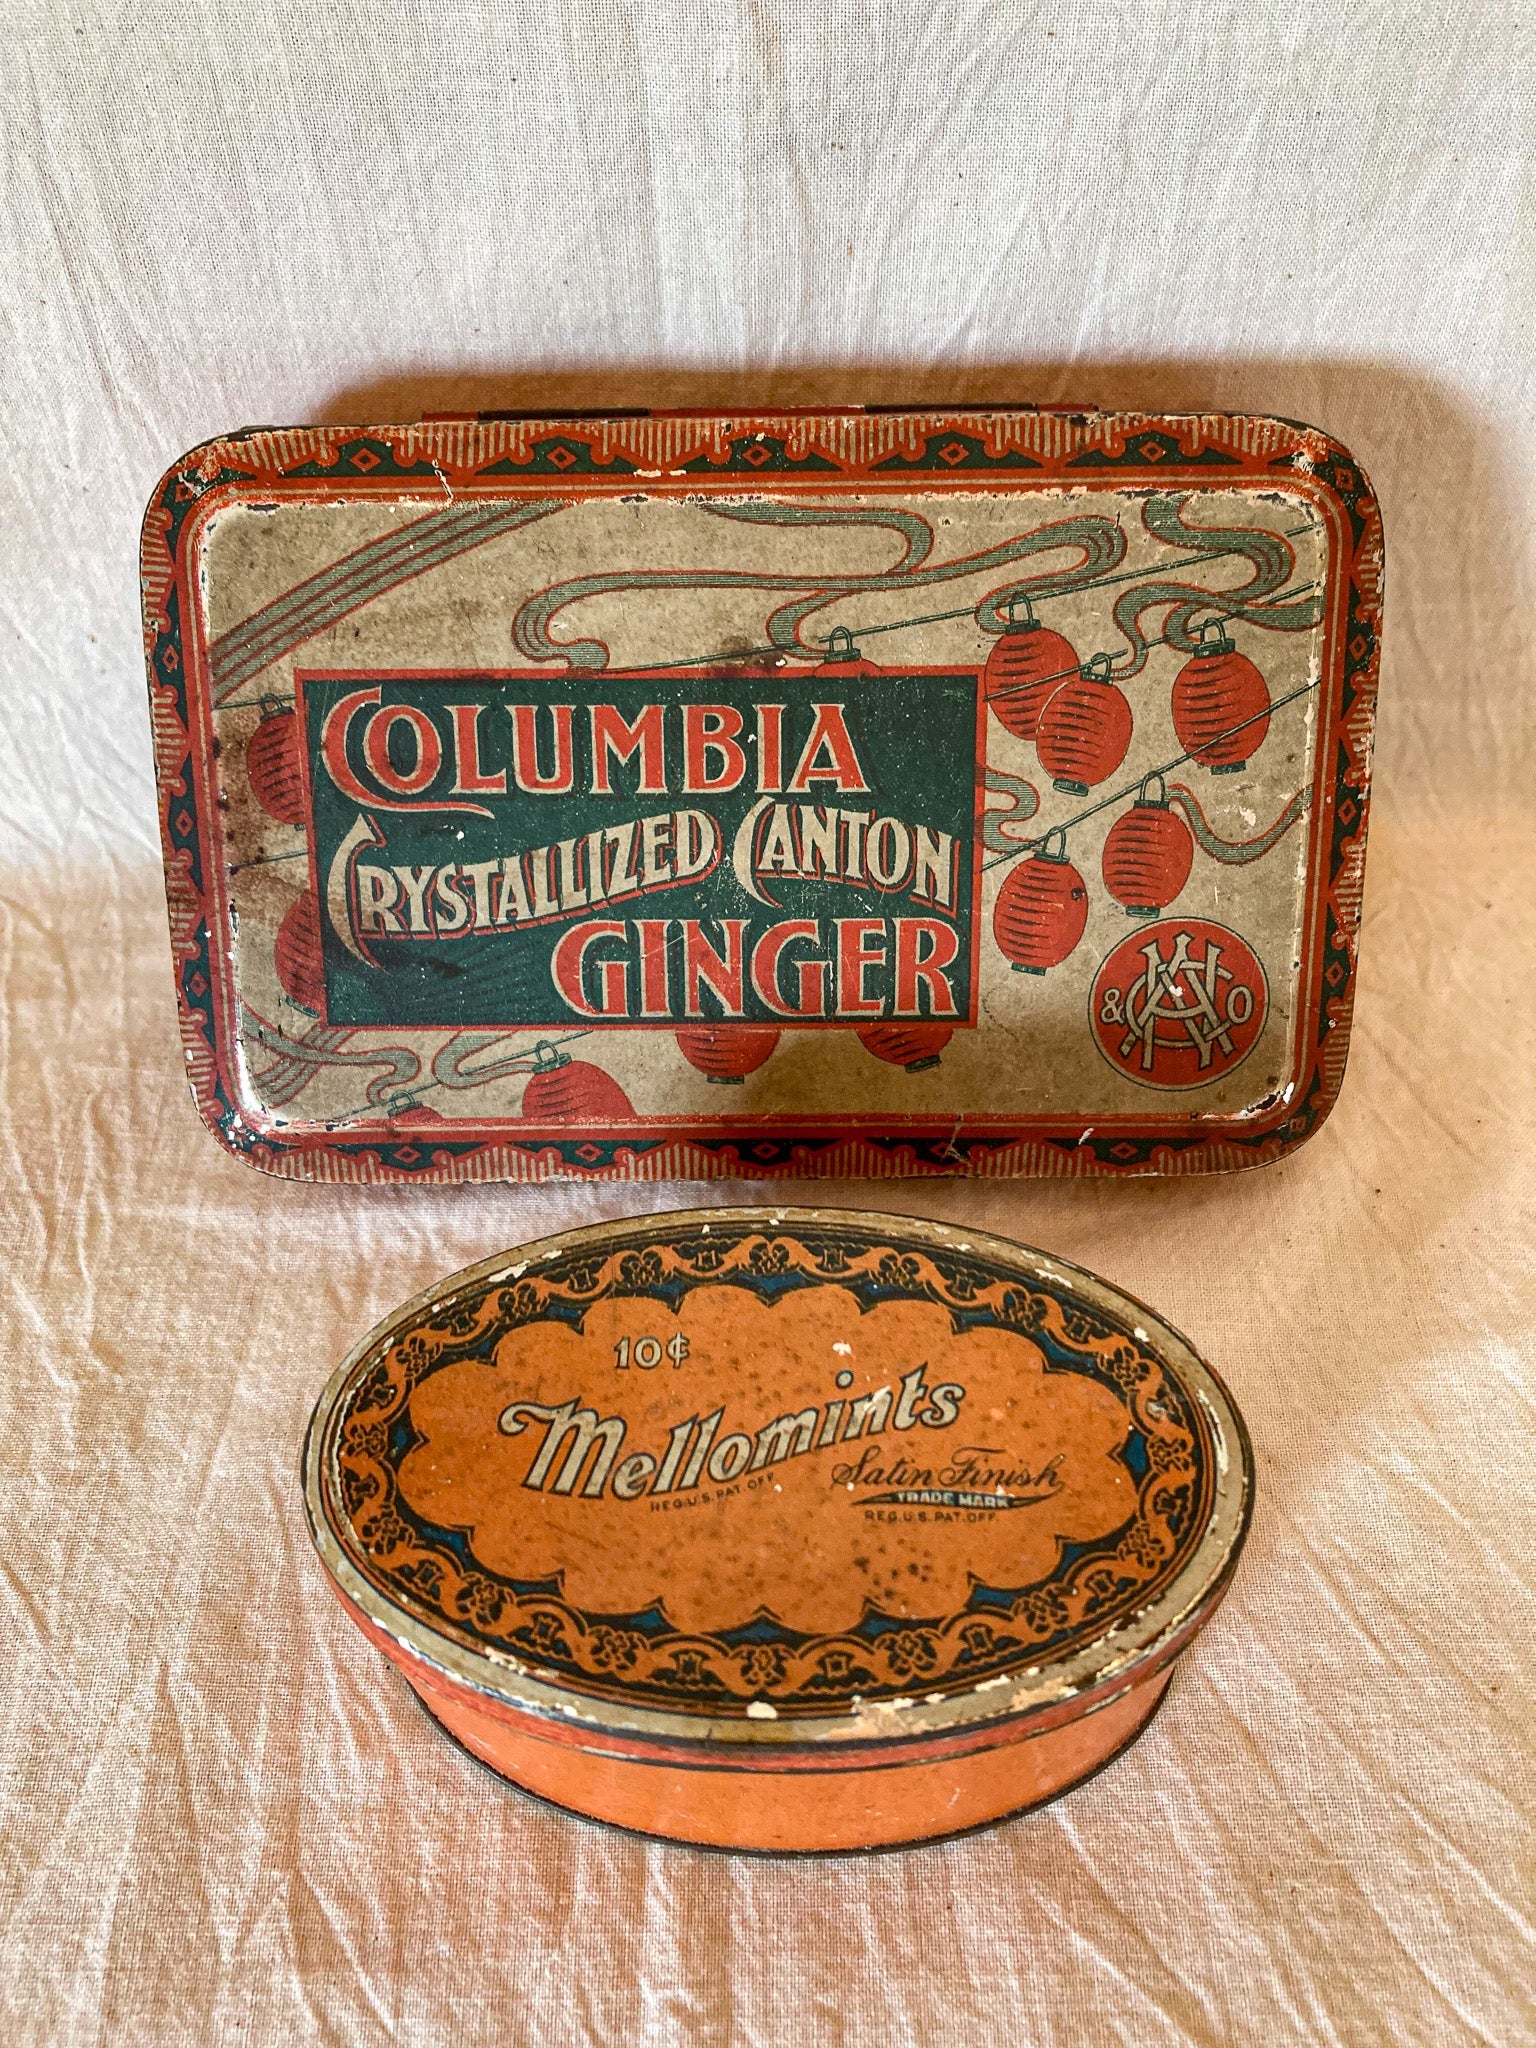 COLUMBIA
CRYSTALLIZED CANTON
GINGER
& O
10¢
Mellomints
REG. U.S. PAT. OFF.
Satin Finish
TRADE MARK
REG. U.S. PAT. OFF.